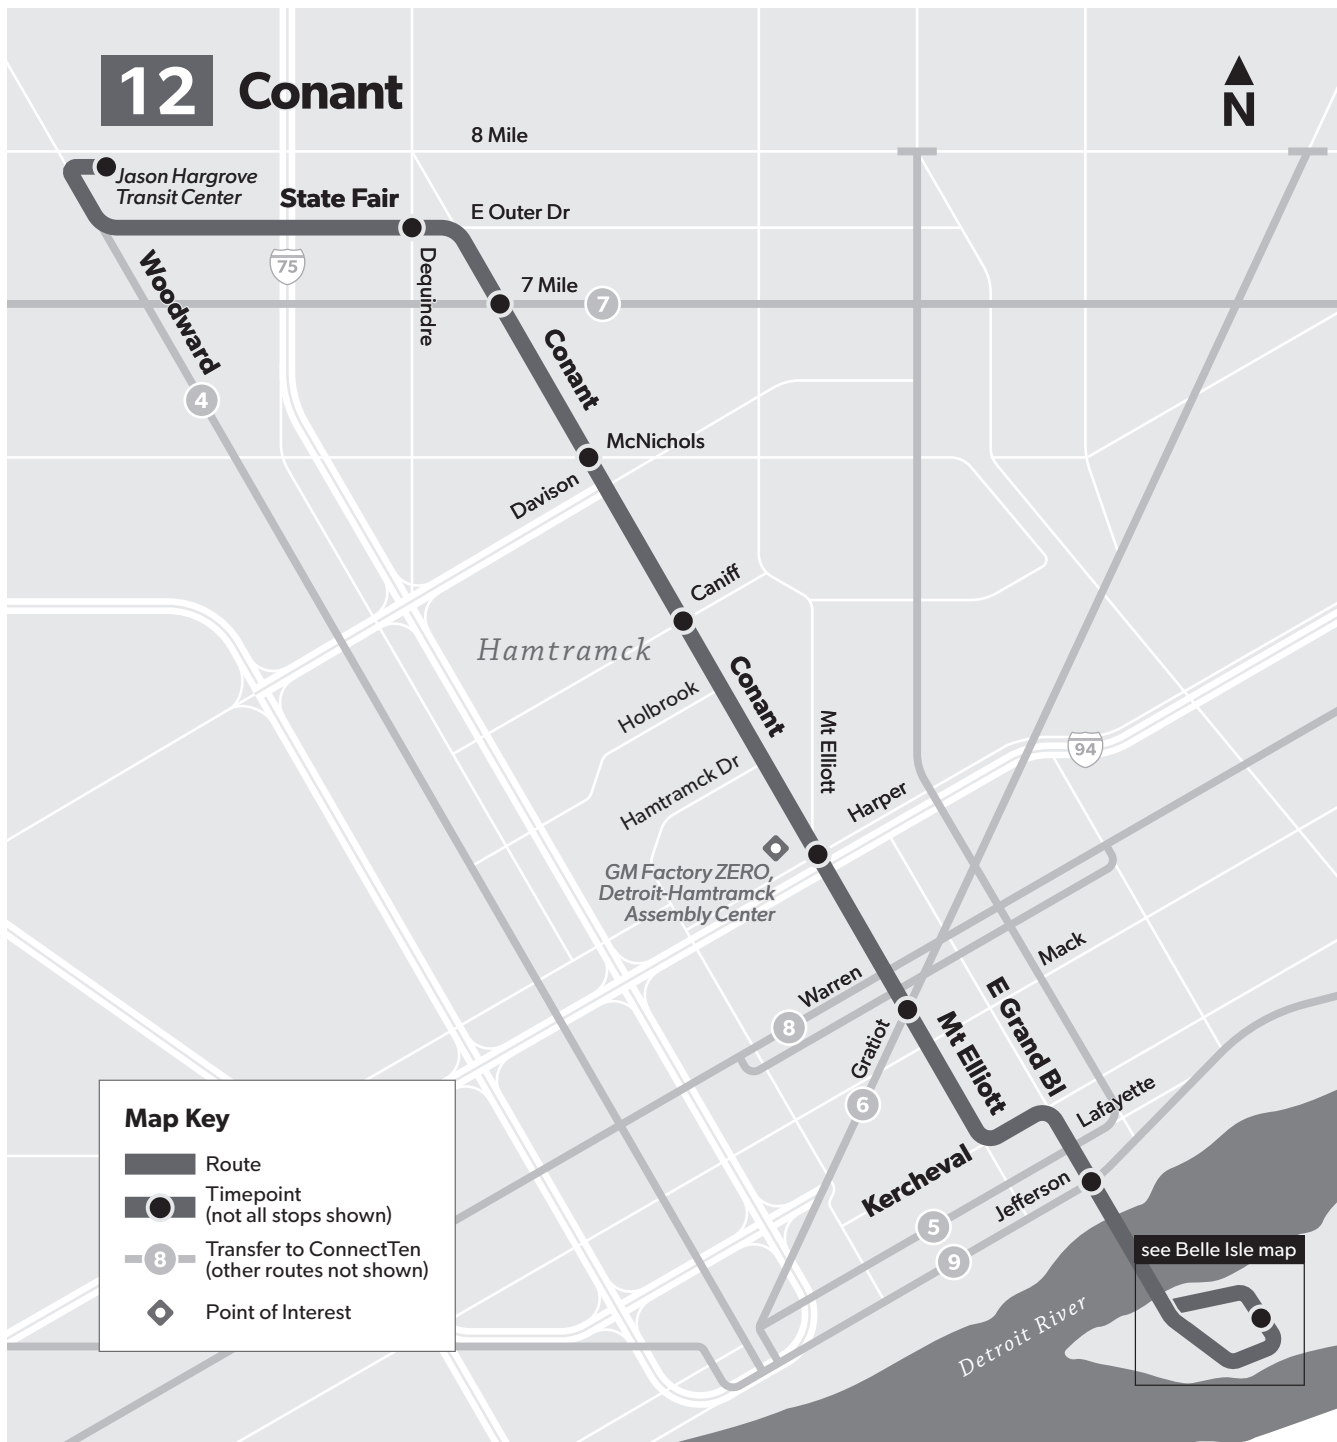 12 Conant
N
8 Mile
Jason Hargrove
Transit Center
State Fair
E Outer Dr
75
Dequindre
Woodward
7 Mile
7
Conant
4
McNichols
Davison
Caniff
Hamtramck
Conant
Holbrook
Mt Elliott
94
Hamtramck Dr
Harper
GM Factory ZERO,
Detroit-Hamtramck
Assembly Center
Mack
Warren
8
E Grand Bl
Mt Elliott
Gratiot
6
Lafayette
Kercheval
Jefferson
5
9
see Belle Isle map
Detroit River
Map Key
Route
Timepoint
(not all stops shown)
8
Transfer to ConnectTen
(other routes not shown)
Point of Interest